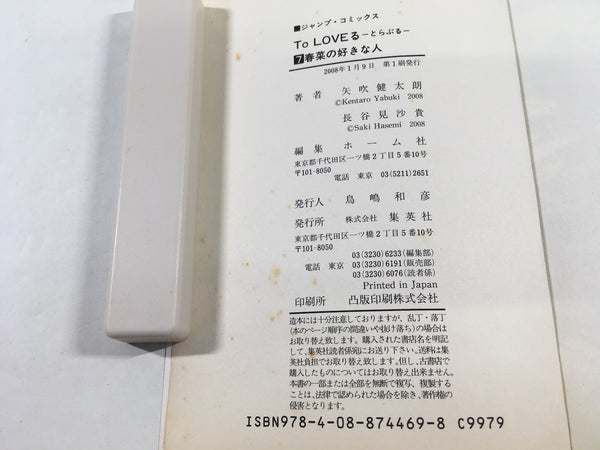 ■ジャンプ・コミックス
To LOVEる ―とらぶる―
7 春菜の好きな人
2008年1月9日 第1刷発行
著者 矢吹健太朗
©Kentaro Yabuki 2008
長谷見沙貴
©Saki Hasemi 2008
編集 ホーム社
東京都千代田区一ツ橋2丁目5番10号
〒101-8050
電話 東京 03(5211)2651
発行人 鳥嶋和彦
発行所 株式会社 集英社
東京都千代田区一ツ橋2丁目5番10号
〒101-8050
03(3230)6233(編集部)
電話 東京 03(3230)6191(販売部)
03(3230)6076(読者係)
Printed in Japan
印刷所 凸版印刷株式会社
造本には十分注意しておりますが、乱丁・落丁
(本のページ順序の間違いや抜け落ち)の場合は
お取り替え致します。購入された書店名を明記
して、集英社読者係宛にお送り下さい。送料は集
英社負担でお取り替え致します。但し、古書店で
購入したものについてはお取り替え出来ません。
本書の一部または全部を無断で複写、複製する
ことは、法律で認められた場合を除き、著作権の
侵害となります。
ISBN978-4-08-874469-8 C9979